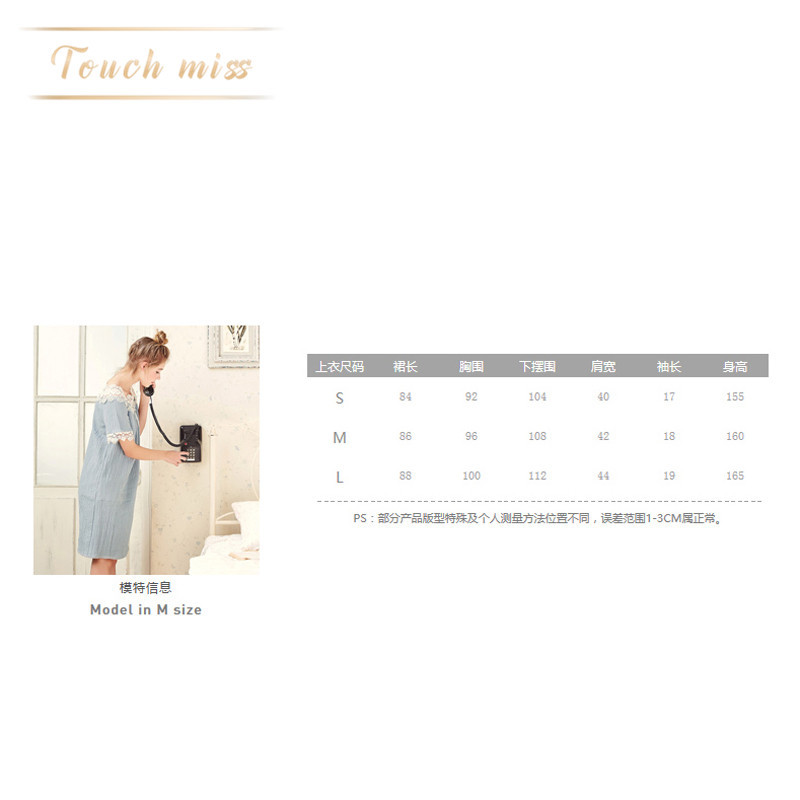 Touch miss
上衣尺码 裙长 胸围 下摆围 肩宽 袖长 身高
S 84 92 104 40 17 155
M 86 96 108 42 18 160
L 88 100 112 44 19 165
PS：部分产品版型特殊及个人测量方法位置不同，误差范围1-3CM属正常。
模特信息
Model in M size